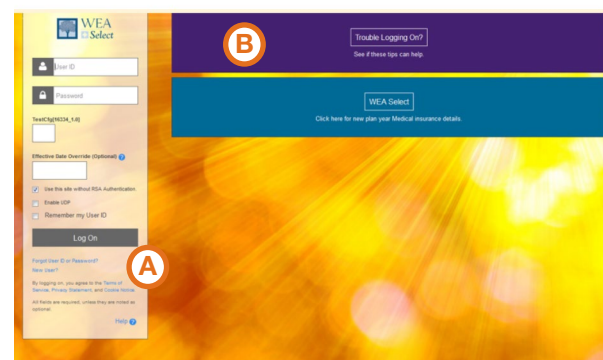 WEA
Select
User ID
Password
TestCfg[16334_1.0]
Effective Date Override (Optional) ?
Use this site without RSA Authentication
Enable UDP
Remember my User ID
Log On
Forgot User ID or Password?
New User?
A
By logging on, you agree to the Terms of
Service, Privacy Statement, and Cookie Notice.
All fields are required, unless they are noted as
optional.
Help ?
B
Trouble Logging On?
See if these tips can help.
WEA Select
Click here for new plan year Medical insurance details.